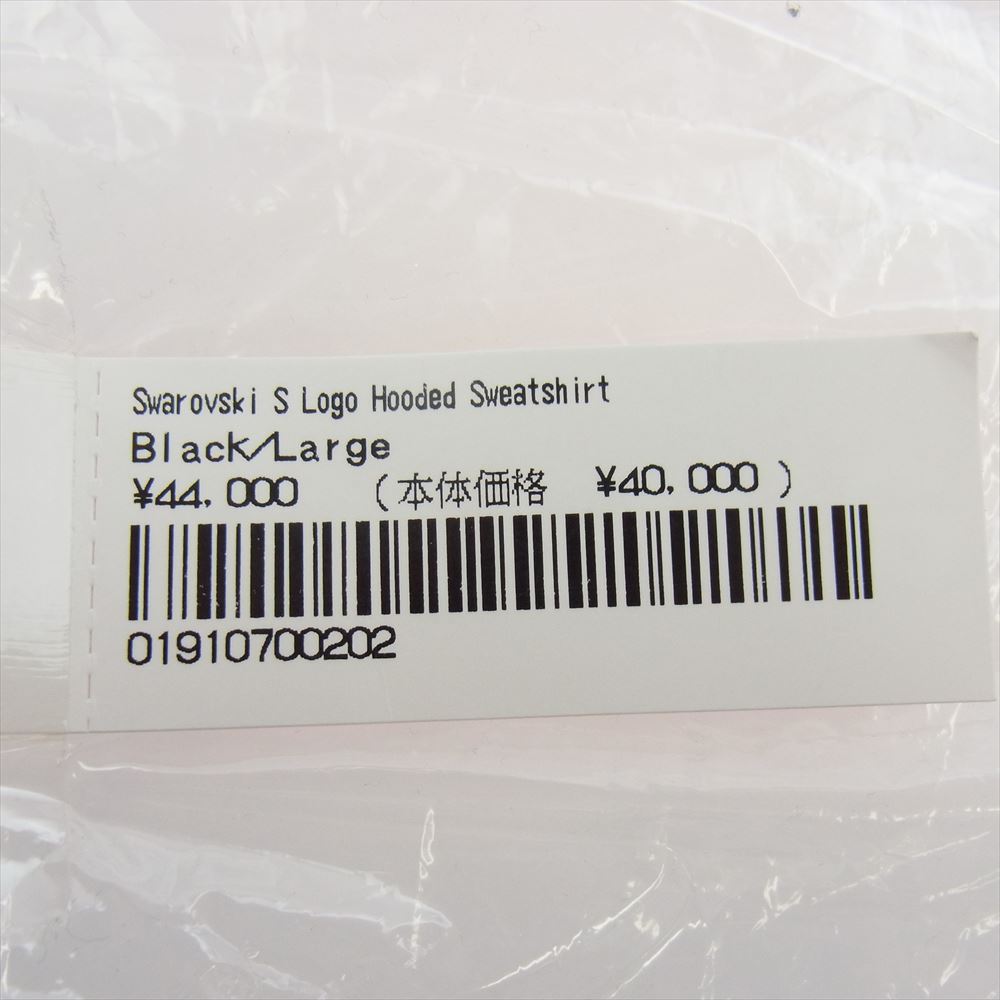 Swarovski S Logo Hooded Sweatshirt
Black/Large
¥44,000 (本体価格 ¥40,000)
01910700202